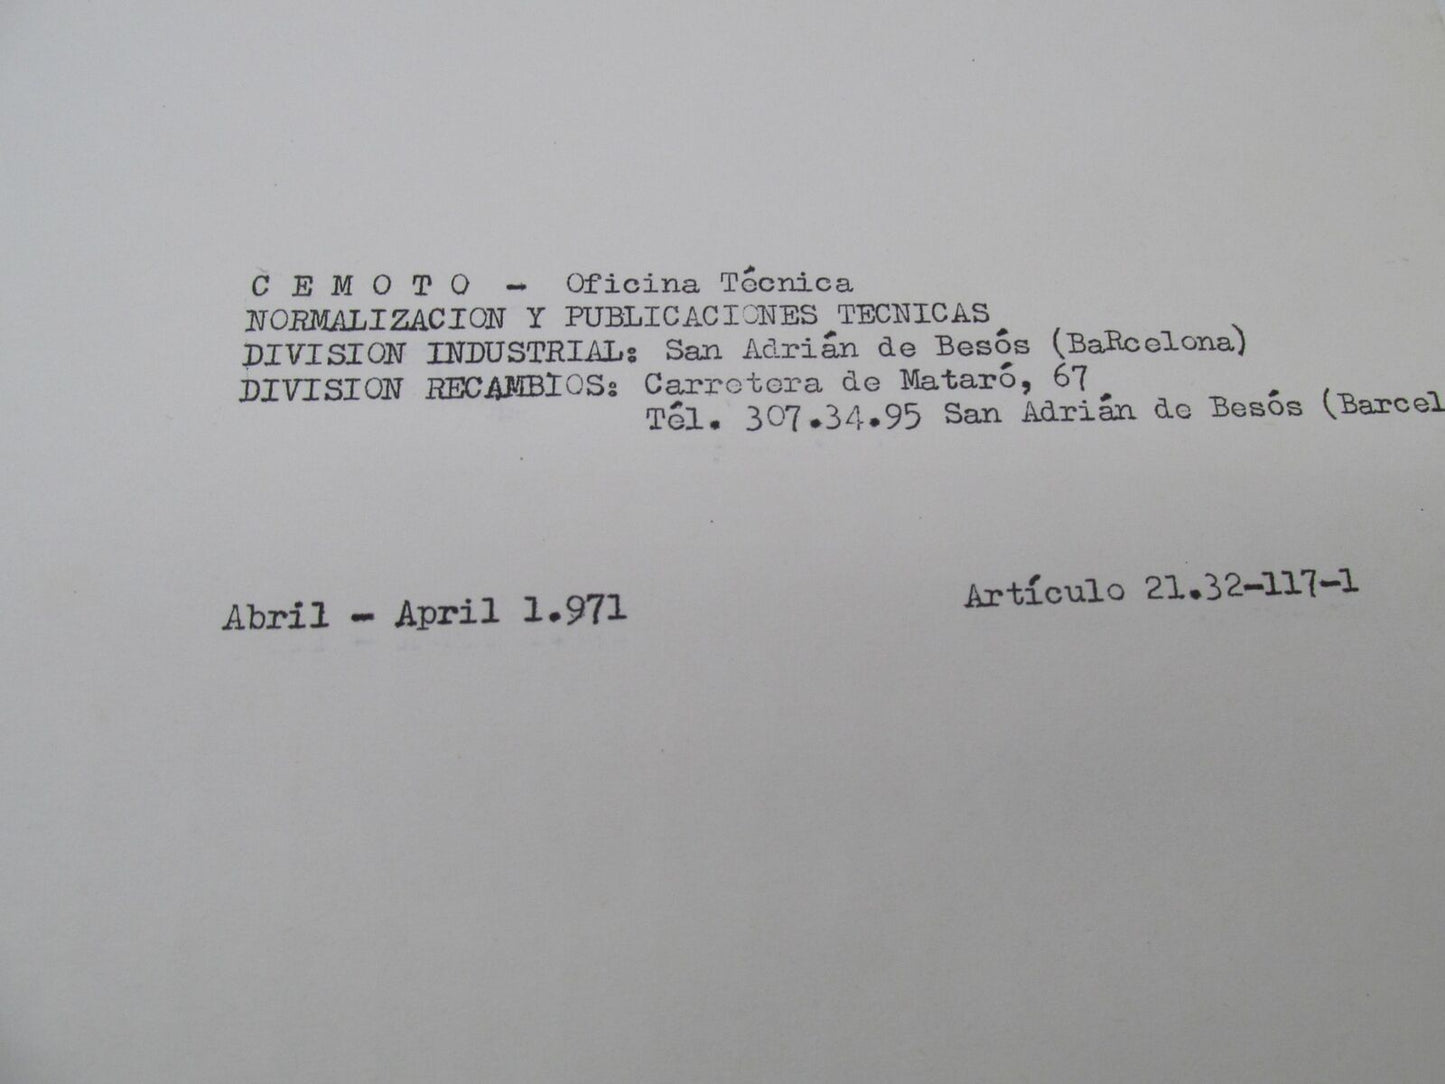 C E M O T O - Oficina Técnica
NORMALIZACION Y PUBLICACIONES TECNICAS
DIVISION INDUSTRIAL: San Adrián de Besós (BaRcelona)
DIVISION RECAMBIOS: Carretera de Mataró, 67
Tél. 307.34.95 San Adrián de Besós (Barcel
Abril - April 1.971
Artículo 21.32-117-1